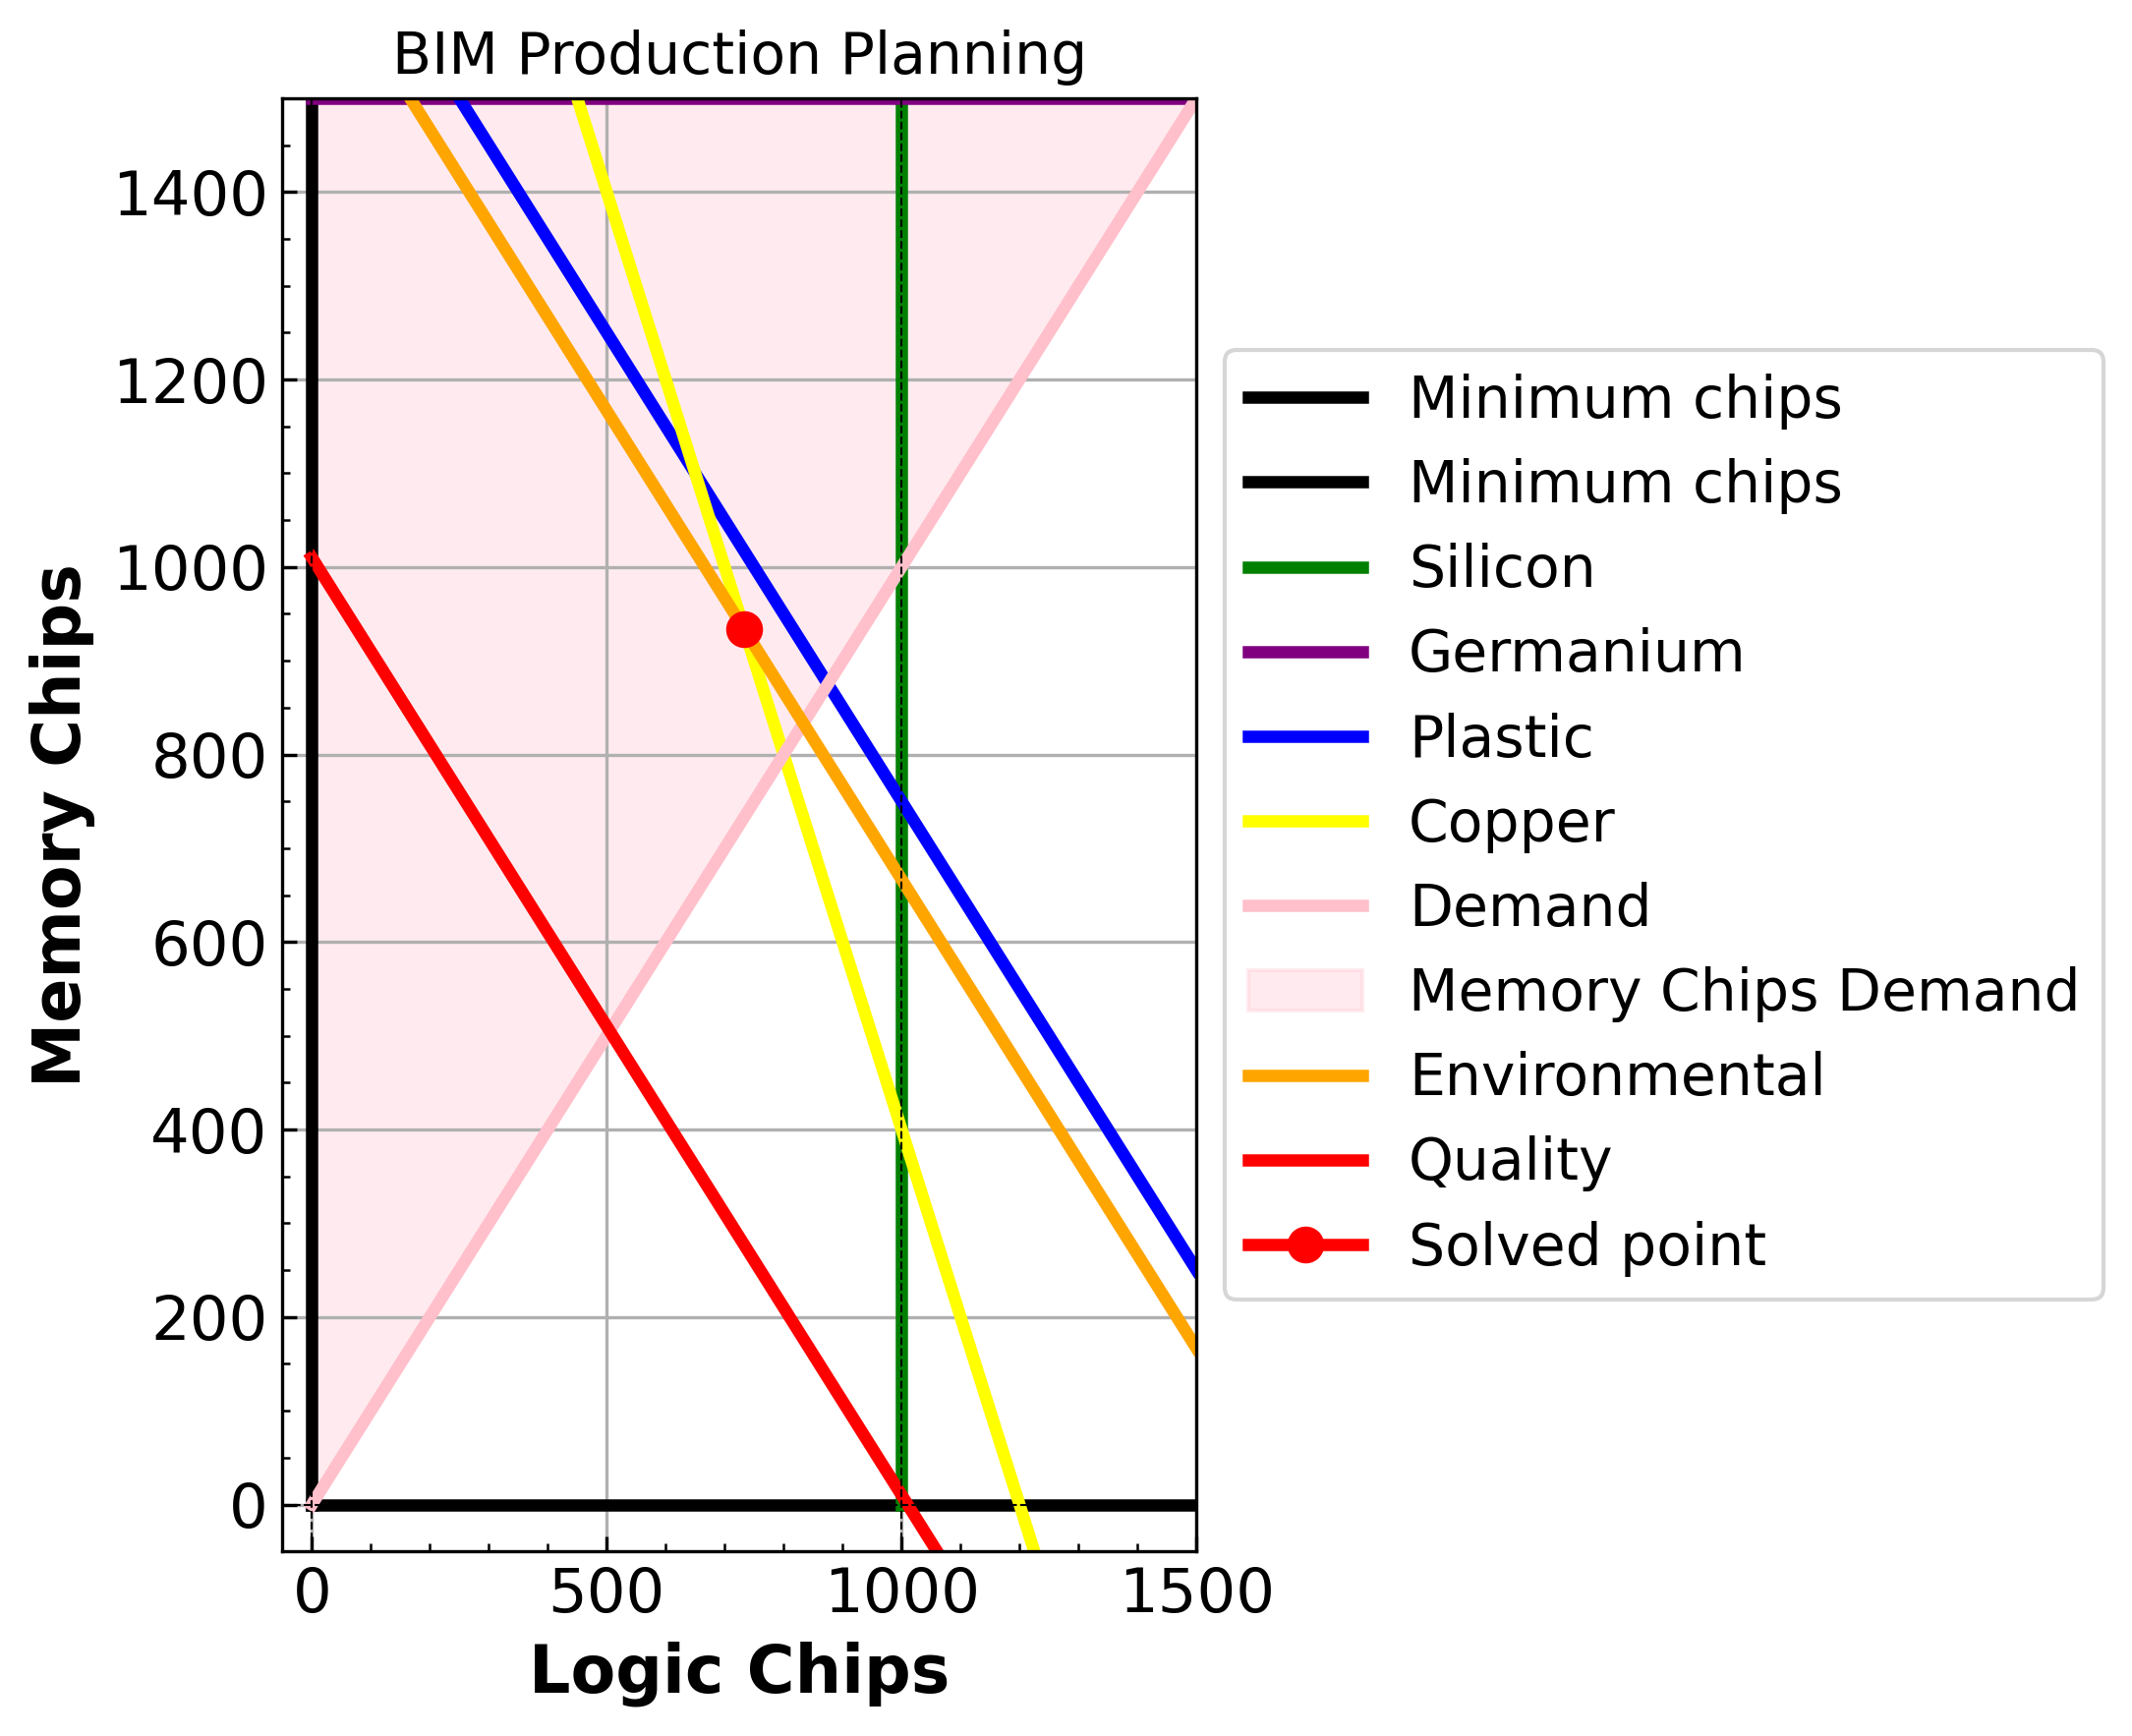 BIM Production Planning
Memory Chips
1400
1200
1000
800
600
400
200
0
0 500 1000 1500
Logic Chips
Minimum chips
Minimum chips
Silicon
Germanium
Plastic
Copper
Demand
Memory Chips Demand
Environmental
Quality
Solved point